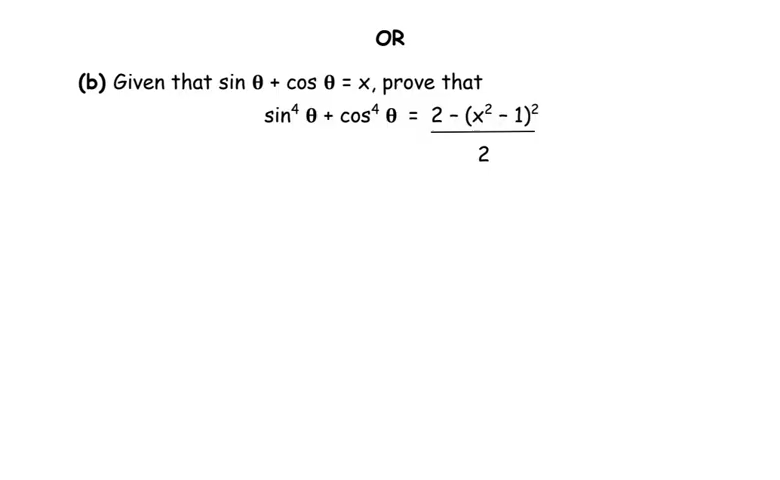 OR
(b) Given that sin θ + cos θ = x, prove that
sin⁴ θ + cos⁴ θ = 2 – (x² – 1)²
2